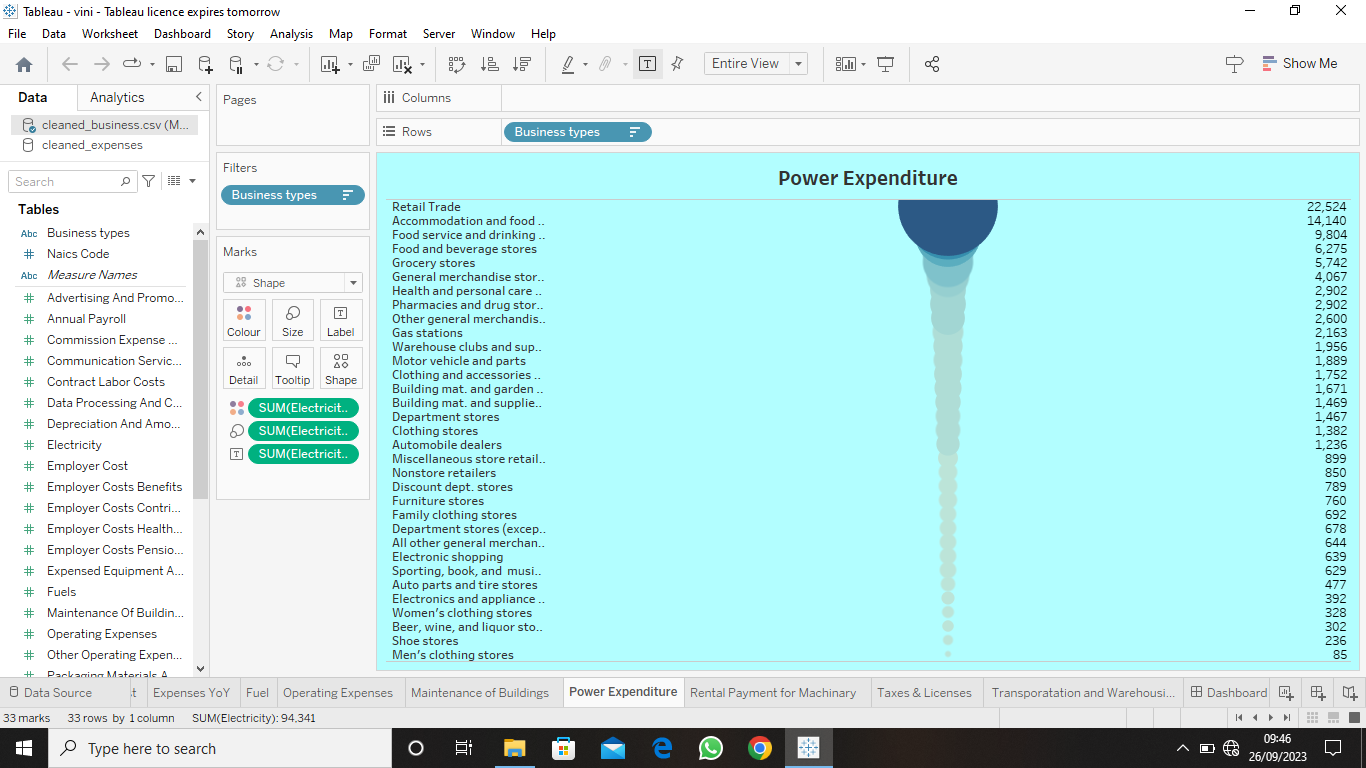 Tableau - vini - Tableau licence expires tomorrow
File Data Worksheet Dashboard Story Analysis Map Format Server Window Help
Entire View
Show Me
Data Analytics
cleaned_business.csv (M...
cleaned_expenses
Search
Tables
Abc Business types
# Naics Code
Abc Measure Names
# Advertising And Promo...
# Annual Payroll
# Commission Expense ...
# Communication Servic...
# Contract Labor Costs
# Data Processing And C...
# Depreciation And Amo...
# Electricity
# Employer Cost
# Employer Costs Benefits
# Employer Costs Contri...
# Employer Costs Health...
# Employer Costs Pensio...
# Expensed Equipment A...
# Fuels
# Maintenance Of Buildin...
# Operating Expenses
# Other Operating Expen...
# Packaging Materials A...
Pages
Filters
Business types
Marks
Shape
Colour Size Label
Detail Tooltip Shape
SUM(Electricit..
SUM(Electricit..
T SUM(Electricit..
Columns
Rows Business types
Power Expenditure
Retail Trade 22,524
Accommodation and food .. 14,140
Food service and drinking .. 9,804
Food and beverage stores 6,275
Grocery stores 5,742
General merchandise stor.. 4,067
Health and personal care .. 2,902
Pharmacies and drug stor.. 2,902
Other general merchandis.. 2,600
Gas stations 2,163
Warehouse clubs and sup.. 1,956
Motor vehicle and parts 1,889
Clothing and accessories .. 1,752
Building mat. and garden .. 1,671
Building mat. and supplie.. 1,469
Department stores 1,467
Clothing stores 1,382
Automobile dealers 1,236
Miscellaneous store retail.. 899
Nonstore retailers 850
Discount dept. stores 789
Furniture stores 760
Family clothing stores 692
Department stores (excep.. 678
All other general merchan.. 644
Electronic shopping 639
Sporting, book, and musi.. 629
Auto parts and tire stores 477
Electronics and appliance .. 392
Women's clothing stores 328
Beer, wine, and liquor sto.. 302
Shoe stores 236
Men's clothing stores 85
Data Source :t Expenses YoY Fuel Operating Expenses Maintenance of Buildings Power Expenditure Rental Payment for Machinery Taxes & Licenses Transporatation and Warehousi... Dashboard
33 marks 33 rows by 1 column SUM(Electricity): 94,341
Type here to search
09:46
26/09/2023